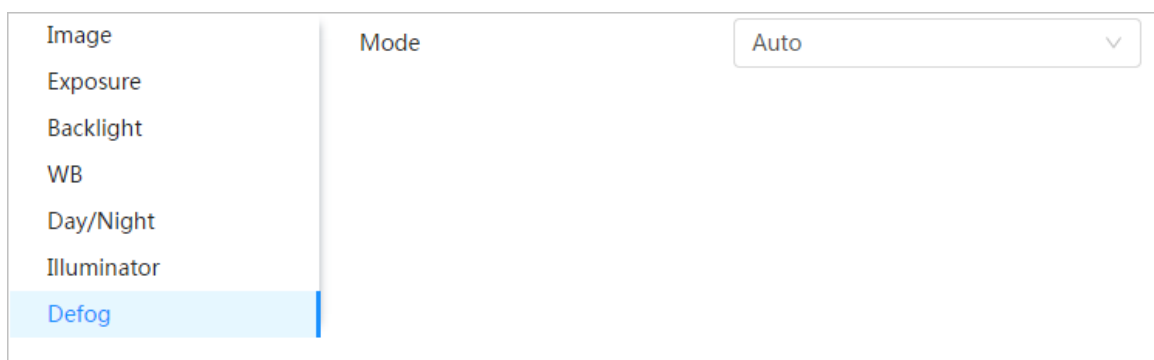 Image
Mode
Auto
Exposure
Backlight
WB
Day/Night
Illuminator
Defog